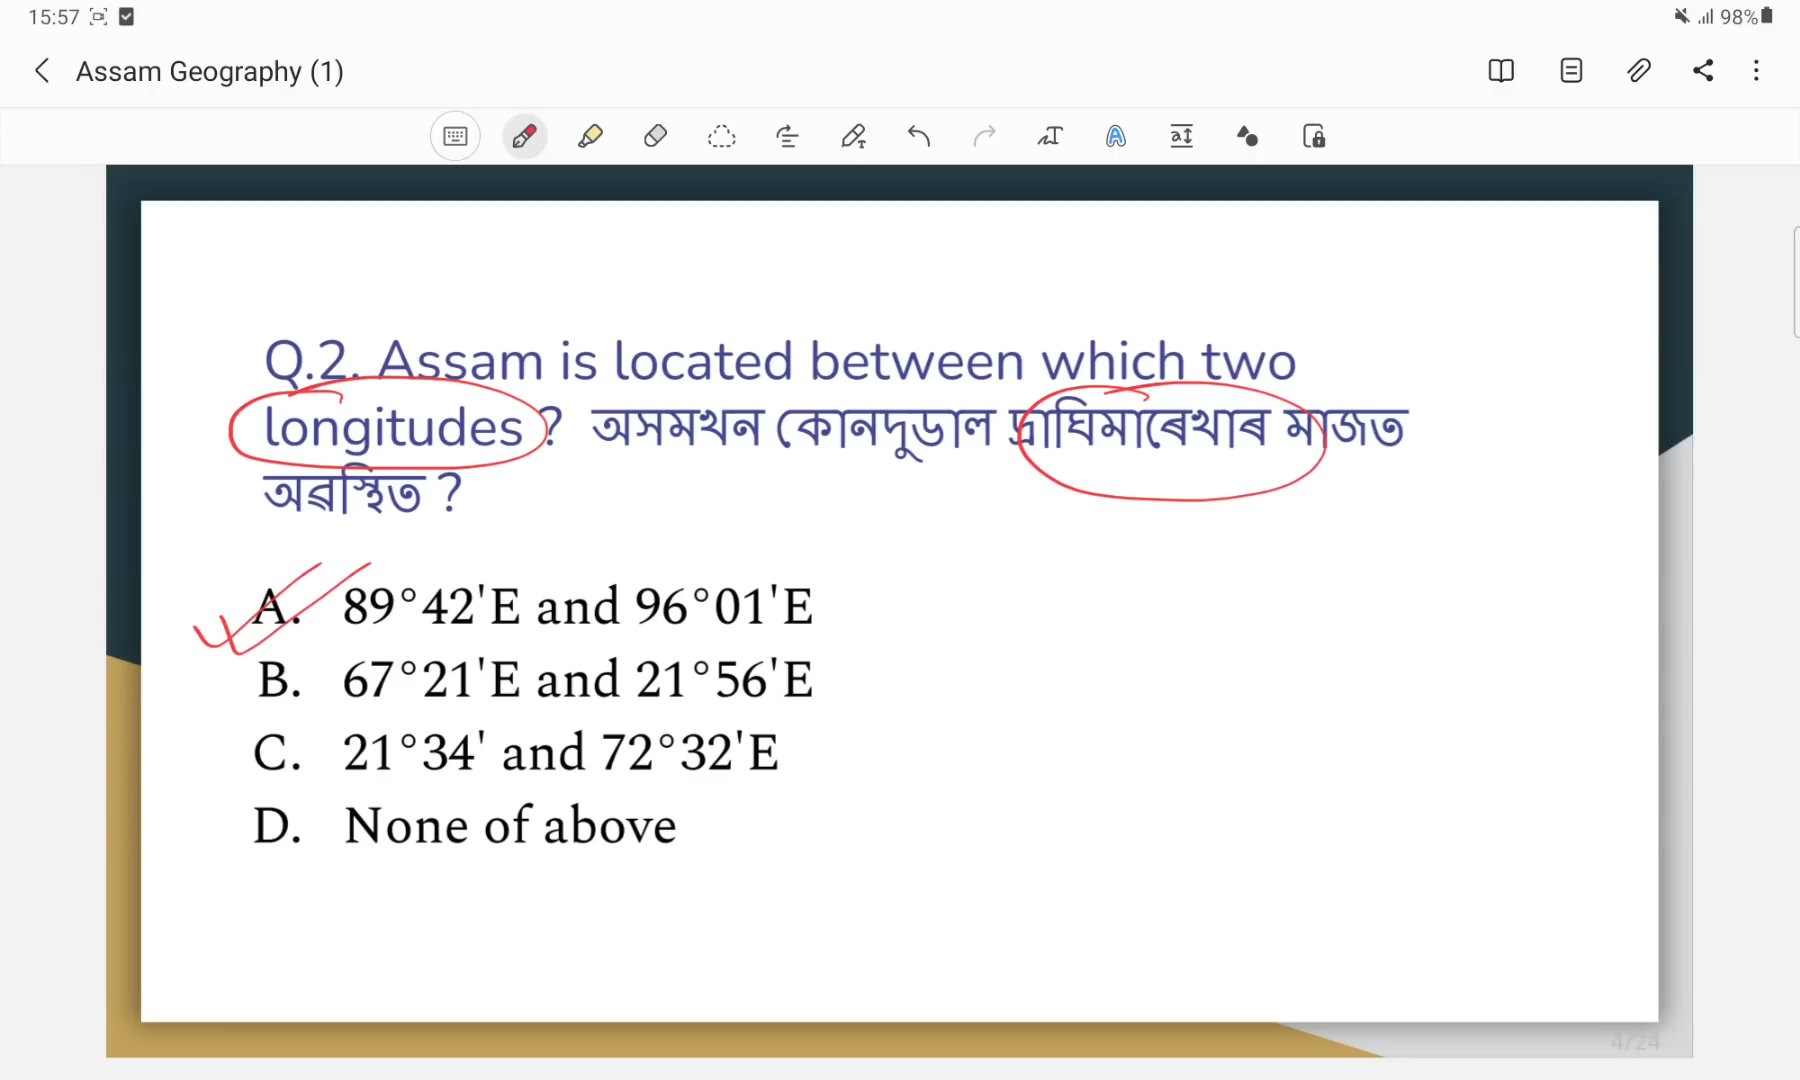 15:57
98%
Assam Geography (1)
Q.2. Assam is located between which two
longitudes ? অসমখন কোনদুডাল দ্ৰাঘিমাৰেখাৰ মাজত
অৱস্থিত ?
A. 89°42'E and 96°01'E
B. 67°21'E and 21°56'E
C. 21°34' and 72°32'E
D. None of above
4/24